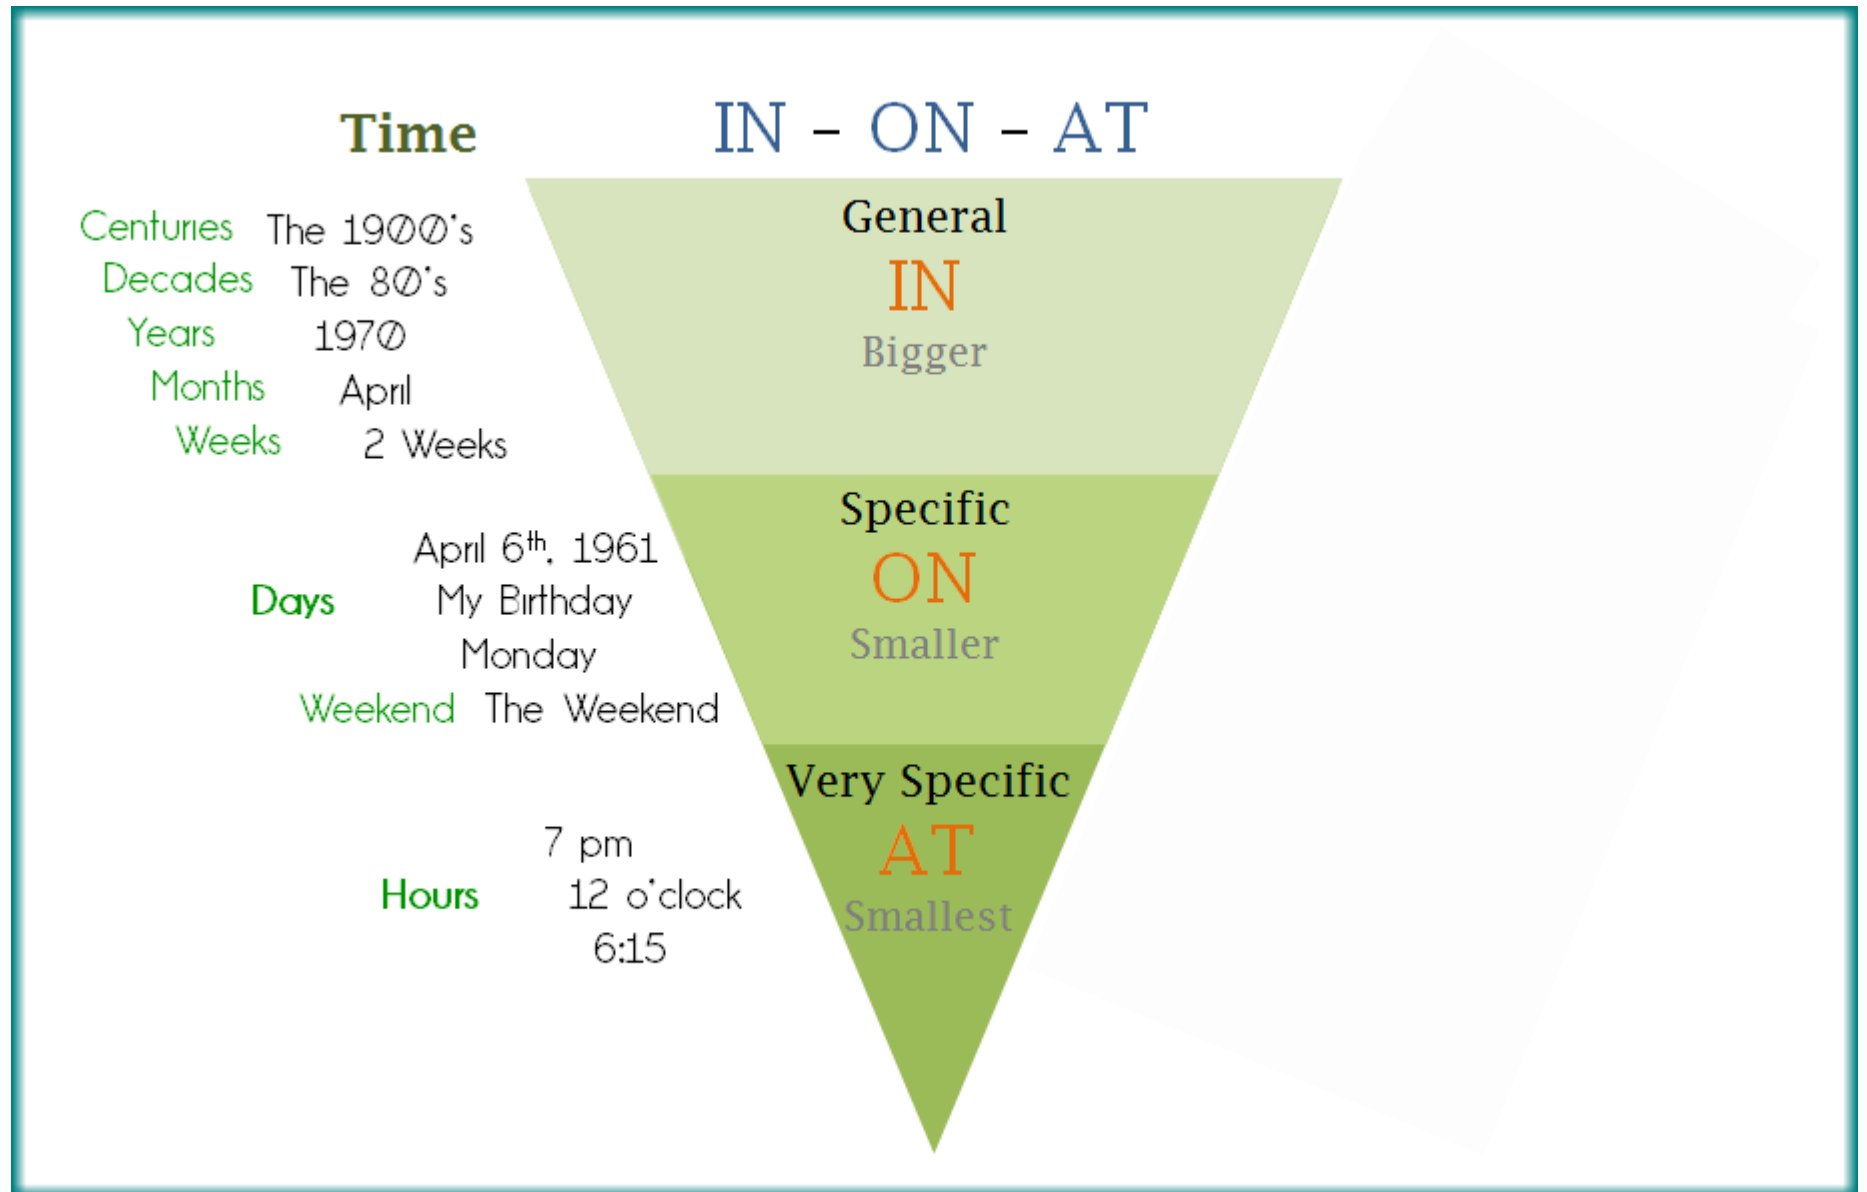 Time IN – ON – AT
General
IN
Bigger
Centuries The 1900's
Decades The 80's
Years 1970
Months April
Weeks 2 Weeks
Specific
ON
Smaller
April 6th, 1961
Days My Birthday
Monday
Weekend The Weekend
Very Specific
AT
Smallest
7 pm
Hours 12 o'clock
6:15